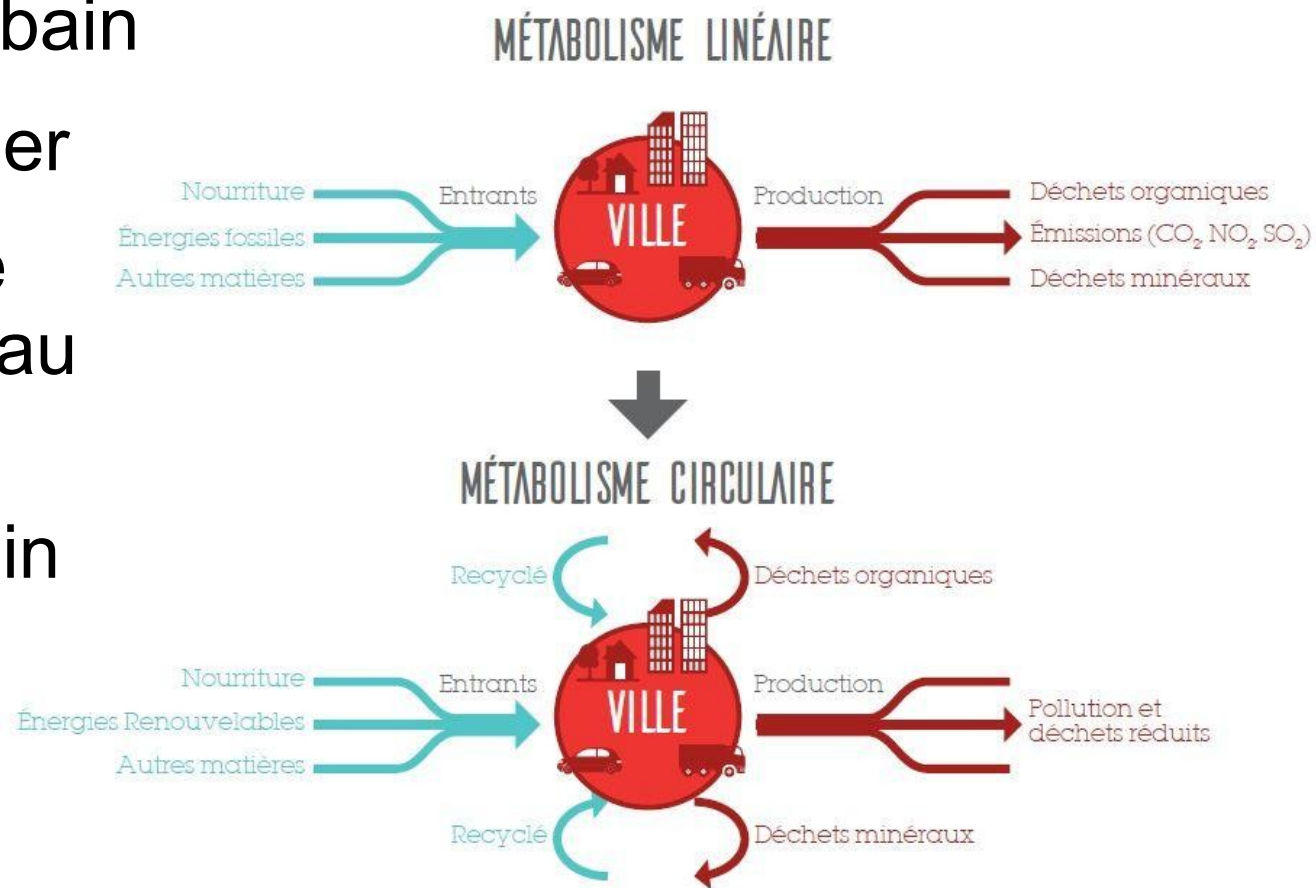 bain
er
e
au
in
MÉTABOLISME LINÉAIRE
Nourriture
Énergies fossiles
Autres matières
Entrants
VILLE
Production
Déchets organiques
Émissions (CO₂, NO₂, SO₂)
Déchets minéraux
MÉTABOLISME CIRCULAIRE
Recyclé
Déchets organiques
Nourriture
Énergies Renouvelables
Autres matières
Entrants
VILLE
Production
Pollution et
déchets réduits
Recyclé
Déchets minéraux